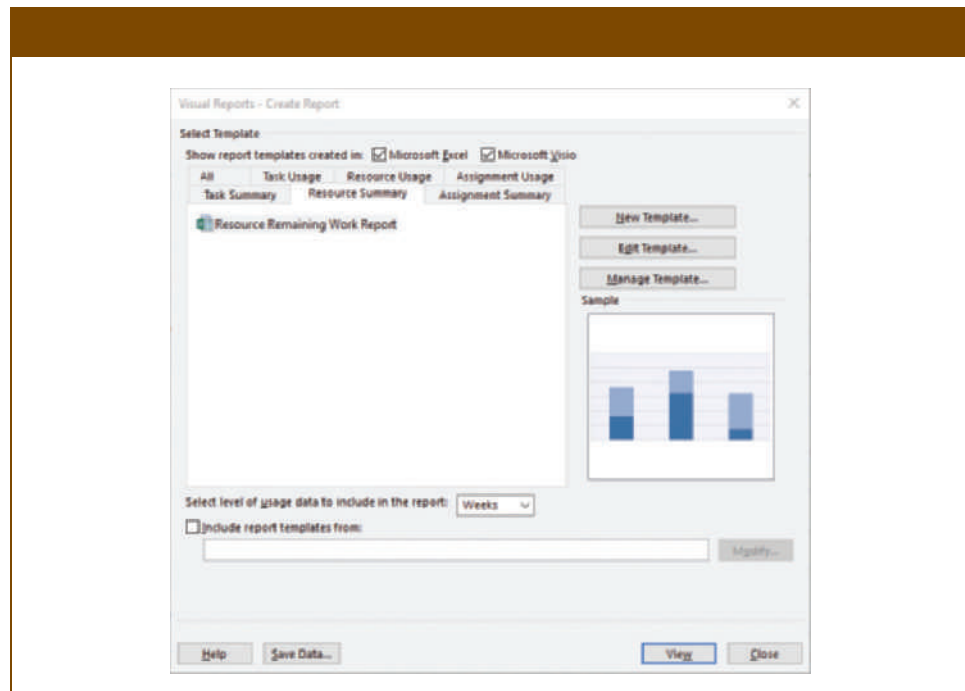 Visual Reports - Create Report
Select Template
Show report templates created in: Microsoft Excel Microsoft Visio
All Task Usage Resource Usage Assignment Usage
Task Summary Resource Summary Assignment Summary
Resource Remaining Work Report
New Template...
Edit Template...
Manage Template...
Sample
Select level of usage data to include in the report: Weeks
Include report templates from:
Modify...
Help Save Data... View Close